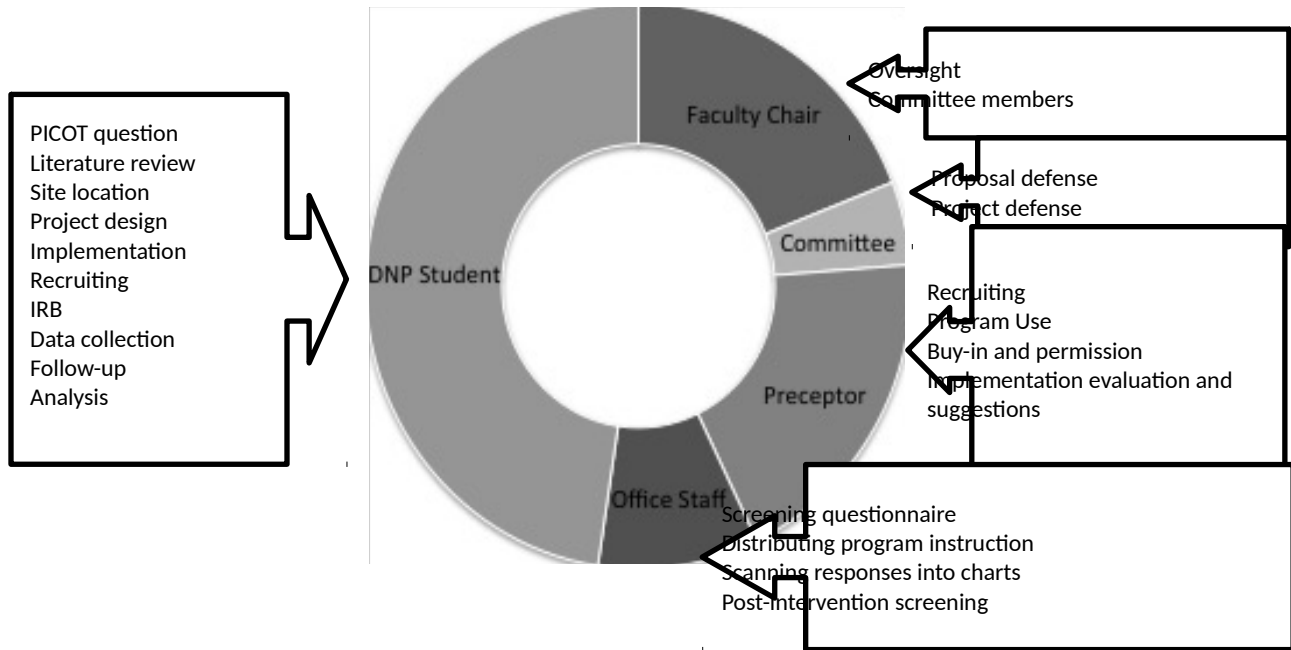 PICOT question
Literature review
Site location
Project design
Implementation
Recruiting
IRB
Data collection
Follow-up
Analysis
DNP Student
Faculty Chair
Committee
Preceptor
Office Staff
Oversight
Committee members
Proposal defense
Project defense
Recruiting
Program Use
Buy-in and permission
Implementation evaluation and
suggestions
Screening questionnaire
Distributing program instruction
Scanning responses into charts
Post-intervention screening